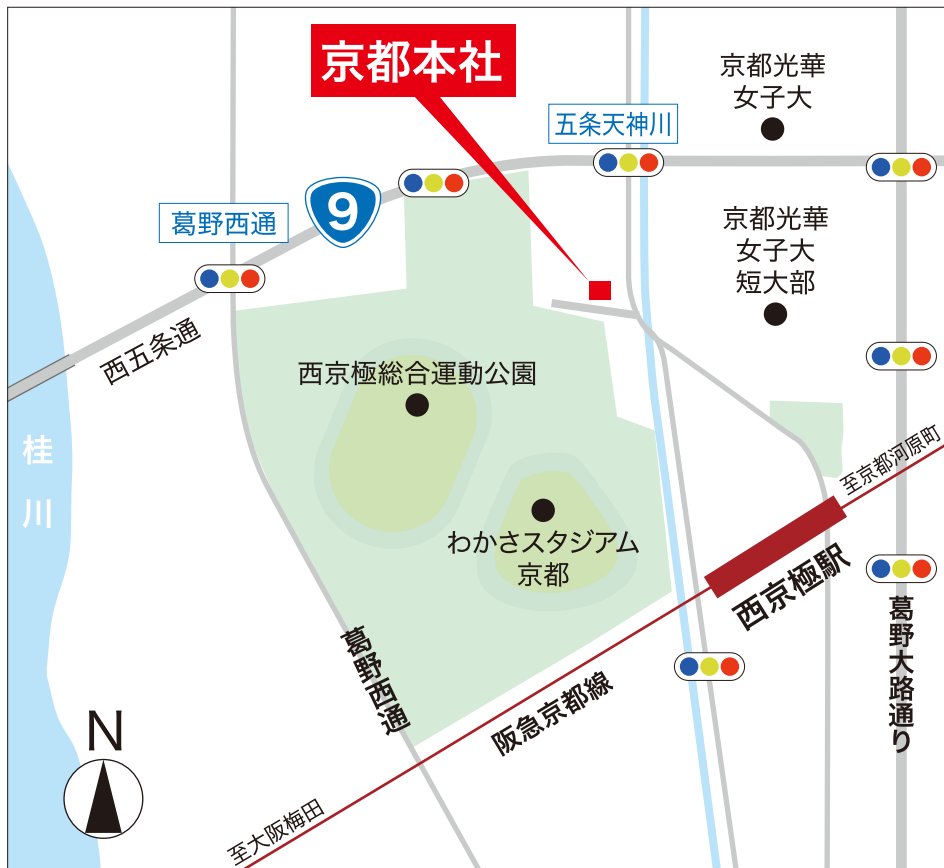 京都本社
京都光華
女子大
五条天神川
葛野西通
9
京都光華
女子大
短大部
西五条通
西京極総合運動公園
桂川
至京都河原町
わかさスタジアム
京都
西京極駅
葛野大路通り
葛野西通
阪急京都線
N
至大阪梅田